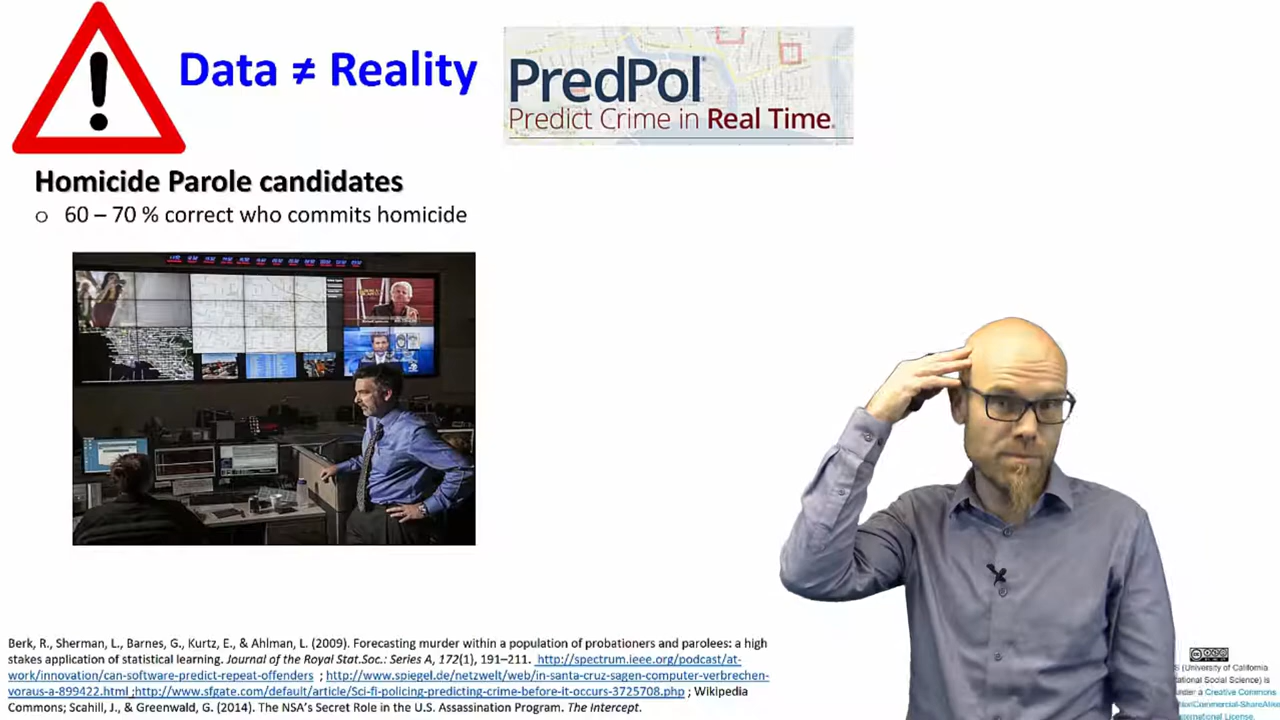 Data ≠ Reality
PredPol
Predict Crime in Real Time.
Homicide Parole candidates
o 60 – 70 % correct who commits homicide
Berk, R., Sherman, L., Barnes, G., Kurtz, E., & Ahlman, L. (2009). Forecasting murder within a population of probationers and parolees: a high
stakes application of statistical learning. Journal of the Royal Stat.Soc.: Series A, 172(1), 191–211. http://spectrum.ieee.org/podcast/at-
work/innovation/can-software-predict-repeat-offenders ; http://www.spiegel.de/netzwelt/web/in-santa-cruz-sagen-computer-verbrechen-
voraus-a-899422.html ;http://www.sfgate.com/default/article/Sci-fi-policing-predicting-crime-before-it-occurs-3725708.php ; Wikipedia
Commons; Scahill, J., & Greenwald, G. (2014). The NSA's Secret Role in the U.S. Assassination Program. The Intercept.
(University of California
Social Science) is
a Creative Commons
NonCommercial-ShareAlike
International License.